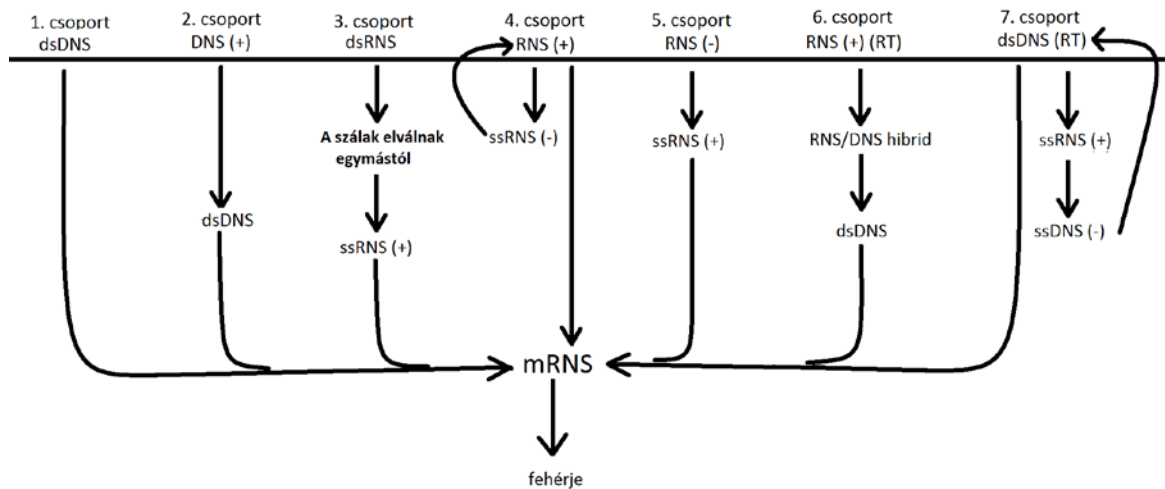 1. csoport
dsDNS
2. csoport
DNS (+)
3. csoport
dsRNS
4. csoport
RNS (+)
5. csoport
RNS (-)
6. csoport
RNS (+) (RT)
7. csoport
dsDNS (RT)
A szálak elválnak
egymástól
ssRNS (-)
ssRNS (+)
RNS/DNS hibrid
ssRNS (+)
dsDNS
ssRNS (+)
dsDNS
ssDNS (-)
mRNS
fehérje